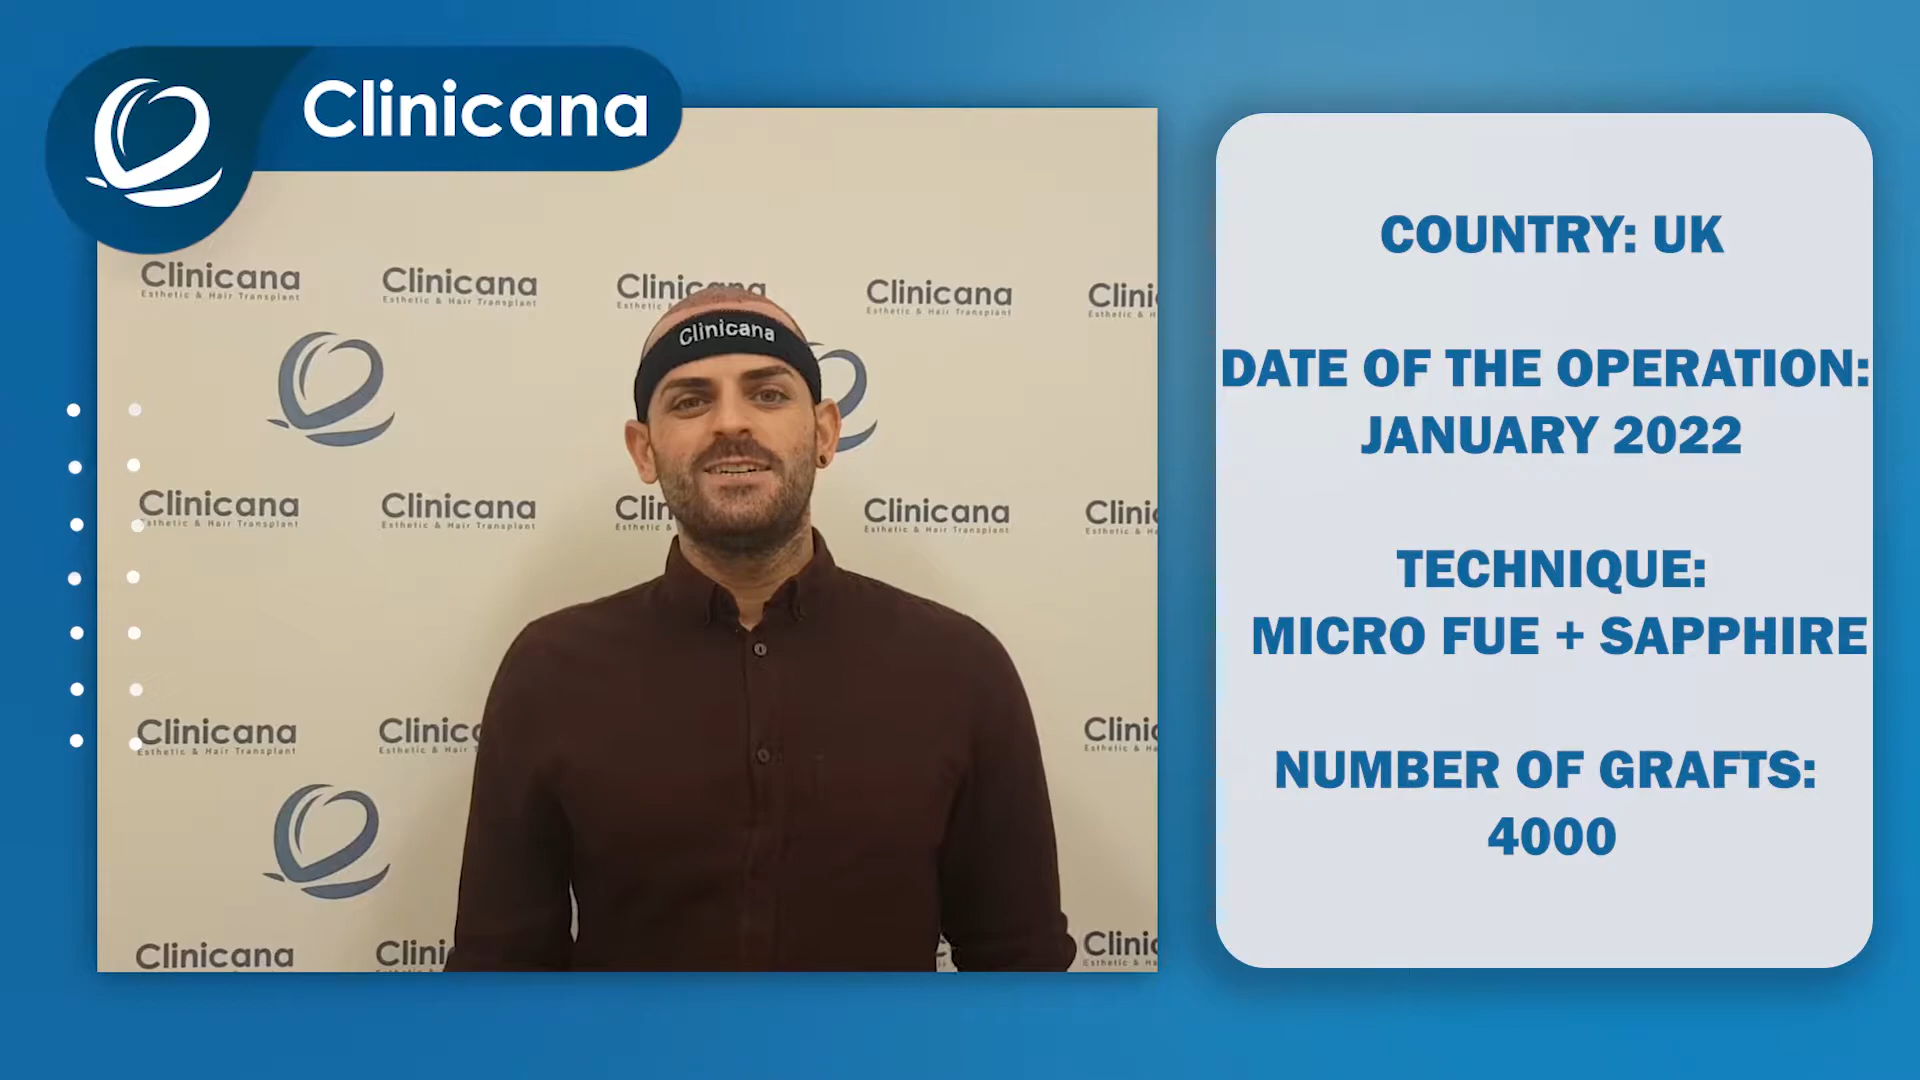 Clinicana
Clinicana
Esthetic & Hair Transplant
Clinicana
Esthetic & Hair Transplant
Clinicana
Clinicana
Esthetic & Hair Transplant
Clinicana
Clinicana
Esthetic & Hair Transplant
Clinicana
Esthetic & Hair Transplant
Clinicana
Esthetic & Hair Transplant
Clinicana
Esthetic & Hair Transplant
Clinicana
COUNTRY: UK
DATE OF THE OPERATION:
JANUARY 2022
TECHNIQUE:
MICRO FUE + SAPPHIRE
NUMBER OF GRAFTS:
4000